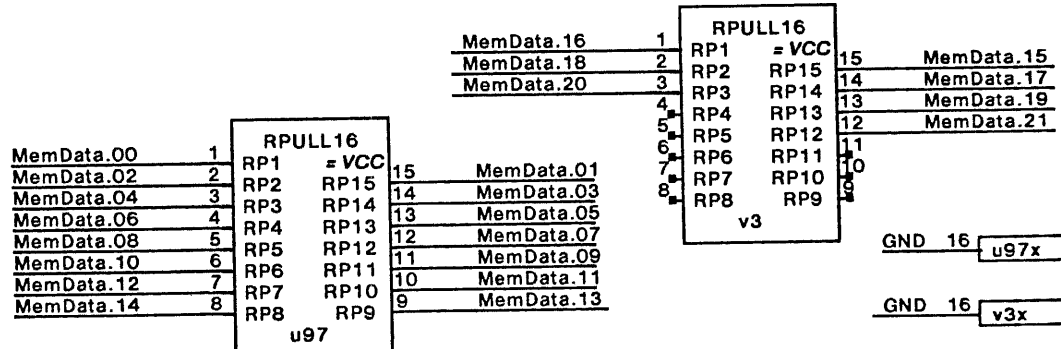 RPULL16
MemData.16 1 RP1 = VCC
MemData.18 2 RP2 RP15 15 MemData.15
MemData.20 3 RP3 RP14 14 MemData.17
4 RP4 RP13 13 MemData.19
5 RP5 RP12 12 MemData.21
6 RP6 RP11 11
7 RP7 RP10 10
8 RP8 RP9 9
v3
RPULL16
MemData.00 1 RP1 = VCC
MemData.02 2 RP2 RP15 15 MemData.01
MemData.04 3 RP3 RP14 14 MemData.03
MemData.06 4 RP4 RP13 13 MemData.05
MemData.08 5 RP5 RP12 12 MemData.07
MemData.10 6 RP6 RP11 11 MemData.09
MemData.12 7 RP7 RP10 10 MemData.11
MemData.14 8 RP8 RP9 9 MemData.13
u97
GND 16 u97x
GND 16 v3x